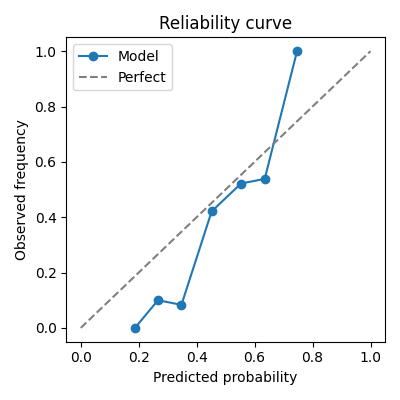 Reliability curve
Model
Perfect
Observed frequency
1.0
0.8
0.6
0.4
0.2
0.0
0.0 0.2 0.4 0.6 0.8 1.0
Predicted probability